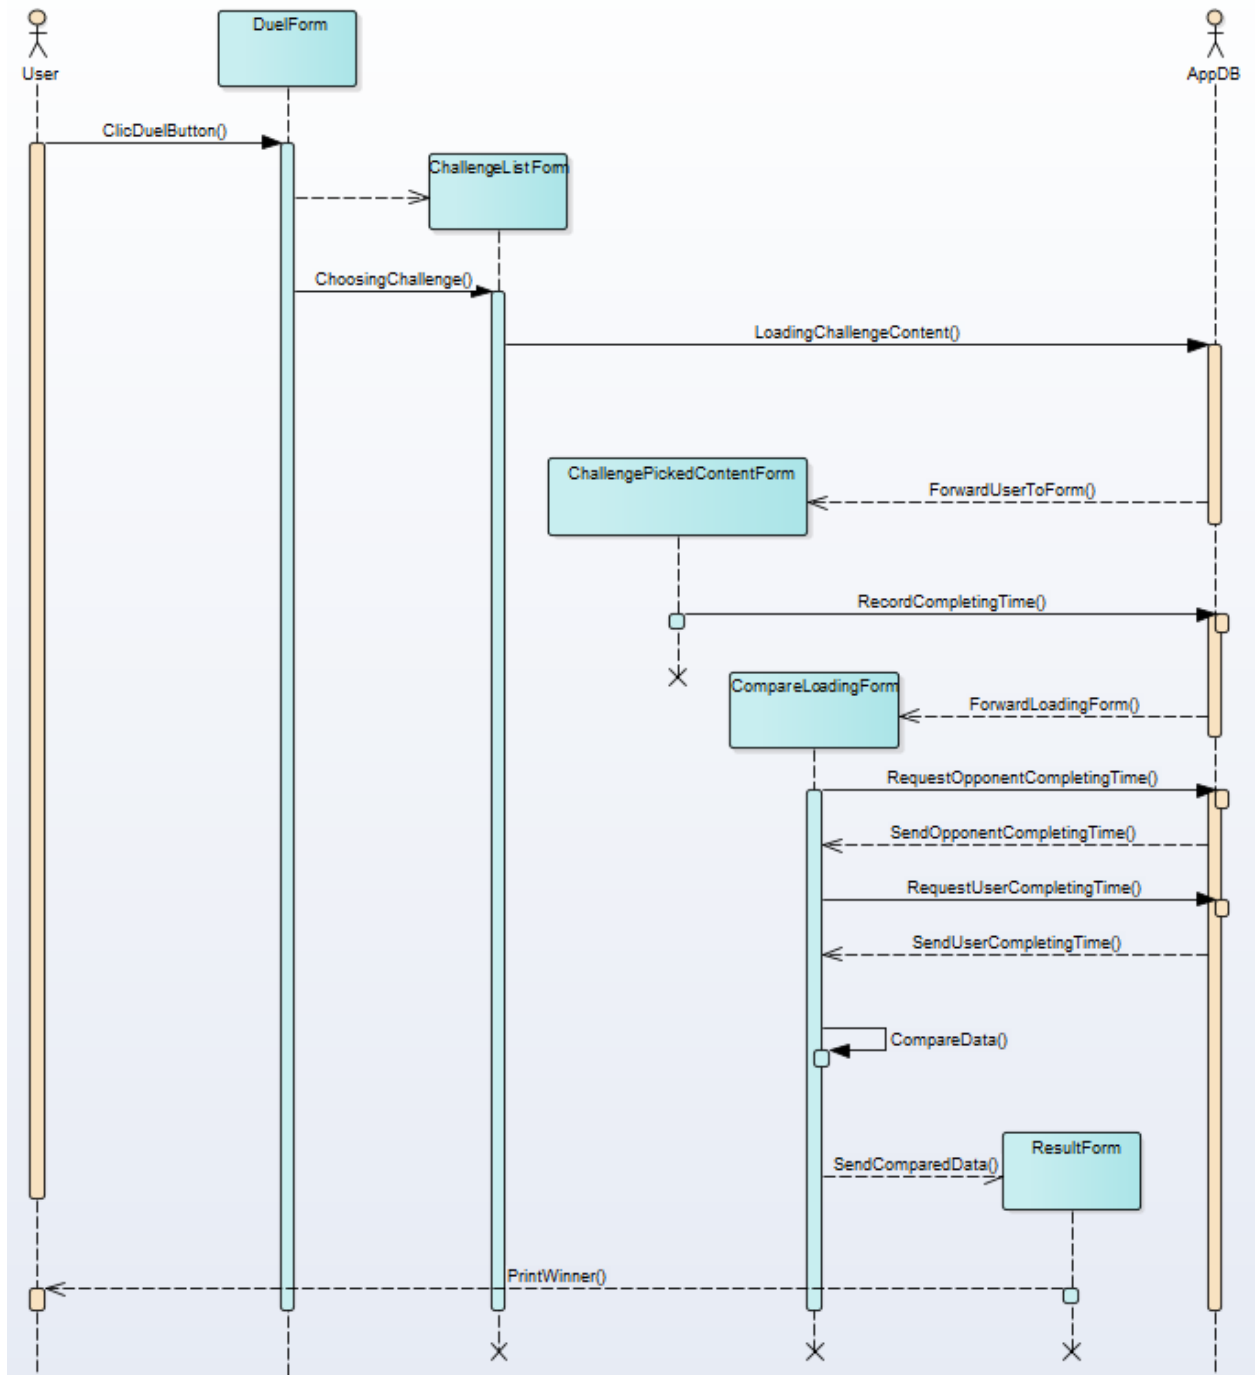 DuelForm
User
AppDB
ClicDuelButton()
ChallengeListForm
ChoosingChallenge()
LoadingChallengeContent()
ChallengePickedContentForm
ForwardUserToForm()
RecordCompletingTime()
CompareLoadingForm
ForwardLoadingForm()
RequestOpponentCompletingTime()
SendOpponentCompletingTime()
RequestUserCompletingTime()
SendUserCompletingTime()
CompareData()
ResultForm
SendComparedData()
PrintWinner()